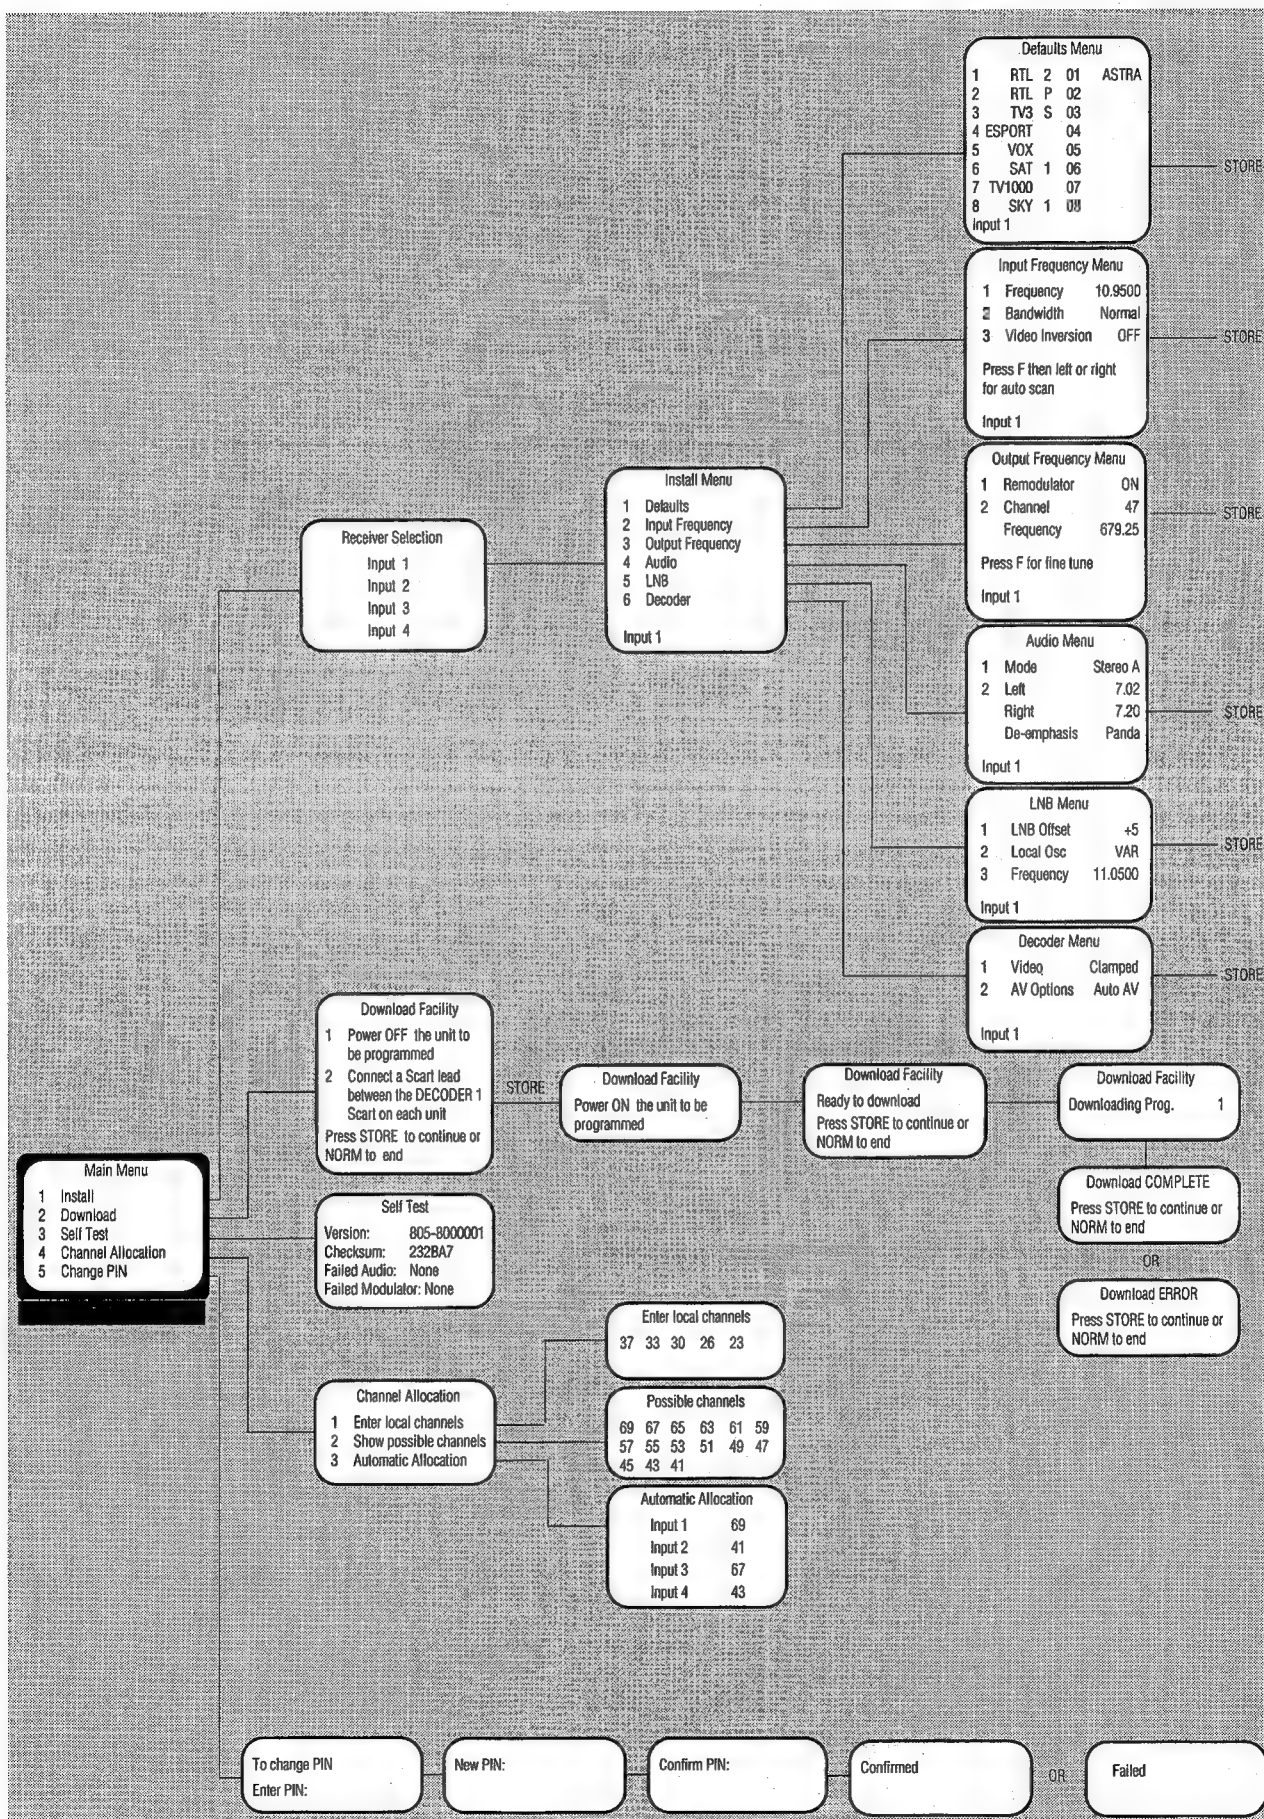 Defaults Menu
1 RTL 2 01 ASTRA
2 RTL P 02
3 TV3 S 03
4 ESPORT 04
5 VOX 05
6 SAT 1 06
7 TV1000 07
8 SKY 1 08
Input 1
STORE
Input Frequency Menu
1 Frequency 10.9500
2 Bandwidth Normal
3 Video Inversion OFF
Press F then left or right
for auto scan
Input 1
STORE
Output Frequency Menu
1 Remodulator ON
2 Channel 47
Frequency 679.25
Press F for fine tune
Input 1
STORE
Install Menu
1 Defaults
2 Input Frequency
3 Output Frequency
4 Audio
5 LNB
6 Decoder
Input 1
Receiver Selection
Input 1
Input 2
Input 3
Input 4
Audio Menu
1 Mode Stereo A
2 Left 7.02
Right 7.20
De-emphasis Panda
Input 1
STORE
LNB Menu
1 LNB Offset +5
2 Local Osc VAR
3 Frequency 11.0500
Input 1
STORE
Decoder Menu
1 Video Clamped
2 AV Options Auto AV
Input 1
STORE
Download Facility
1 Power OFF the unit to
be programmed
2 Connect a Scart lead
between the DECODER 1
Scart on each unit
Press STORE to continue or
NORM to end
STORE
Download Facility
Power ON the unit to be
programmed
Download Facility
Ready to download
Press STORE to continue or
NORM to end
Download Facility
Downloading Prog. 1
Download COMPLETE
Press STORE to continue or
NORM to end
OR
Download ERROR
Press STORE to continue or
NORM to end
Main Menu
1 Install
2 Download
3 Self Test
4 Channel Allocation
5 Change PIN
Self Test
Version: 805-8000001
Checksum: 232BA7
Failed Audio: None
Failed Modulator: None
Enter local channels
37 33 30 26 23
Channel Allocation
1 Enter local channels
2 Show possible channels
3 Automatic Allocation
Possible channels
69 67 65 63 61 59
57 55 53 51 49 47
45 43 41
Automatic Allocation
Input 1 69
Input 2 41
Input 3 67
Input 4 43
To change PIN
Enter PIN:
New PIN:
Confirm PIN:
Confirmed
OR
Failed